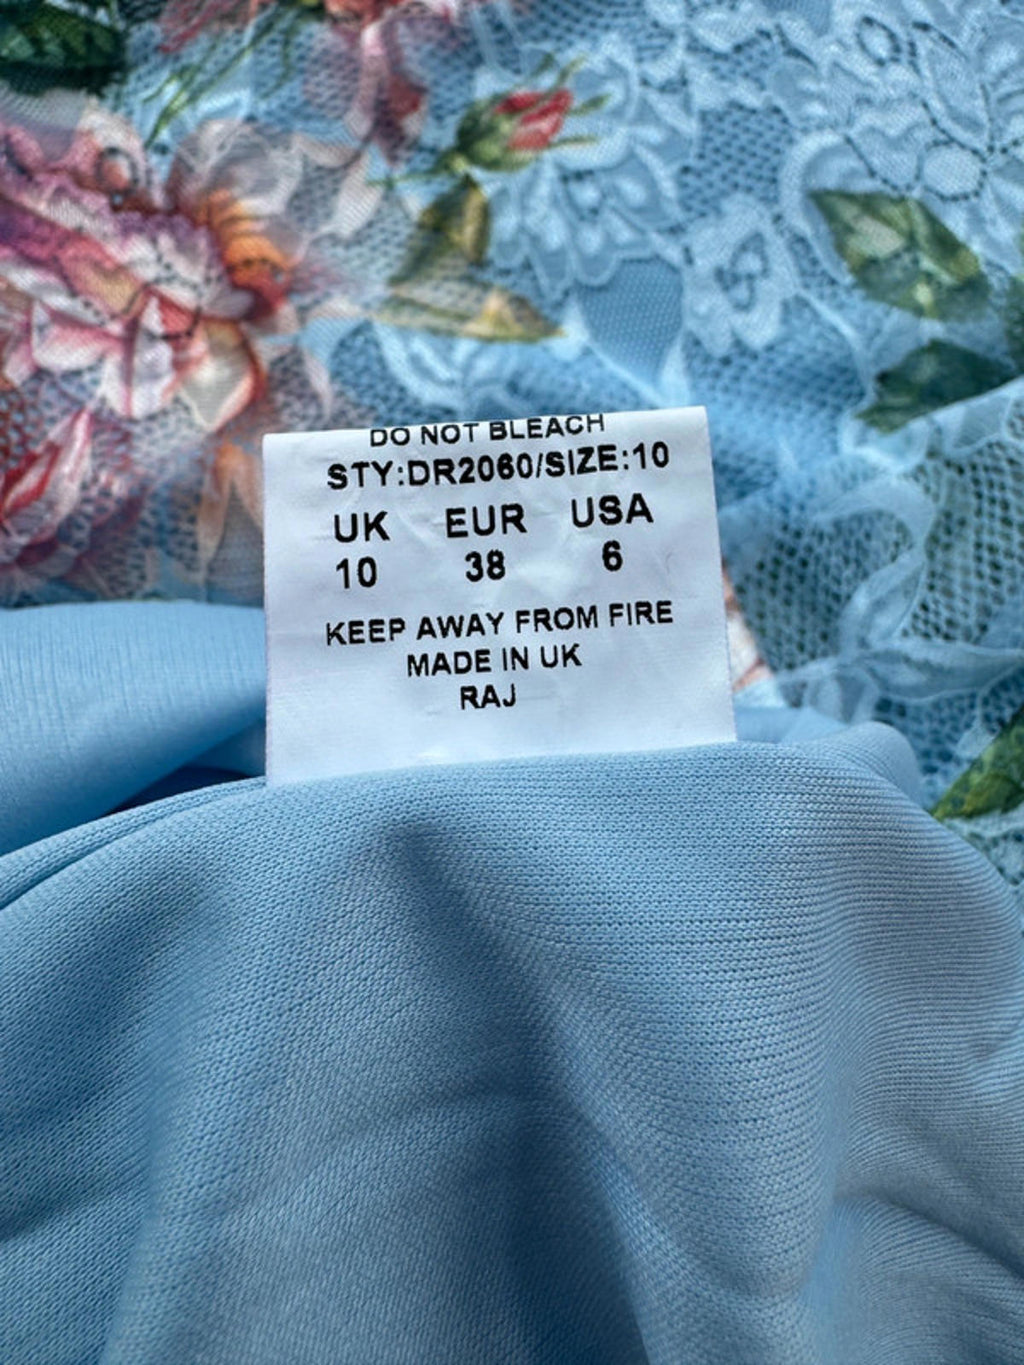 DO NOT BLEACH
STY:DR2060/SIZE:10
UK EUR USA
10 38 6
KEEP AWAY FROM FIRE
MADE IN UK
RAJ